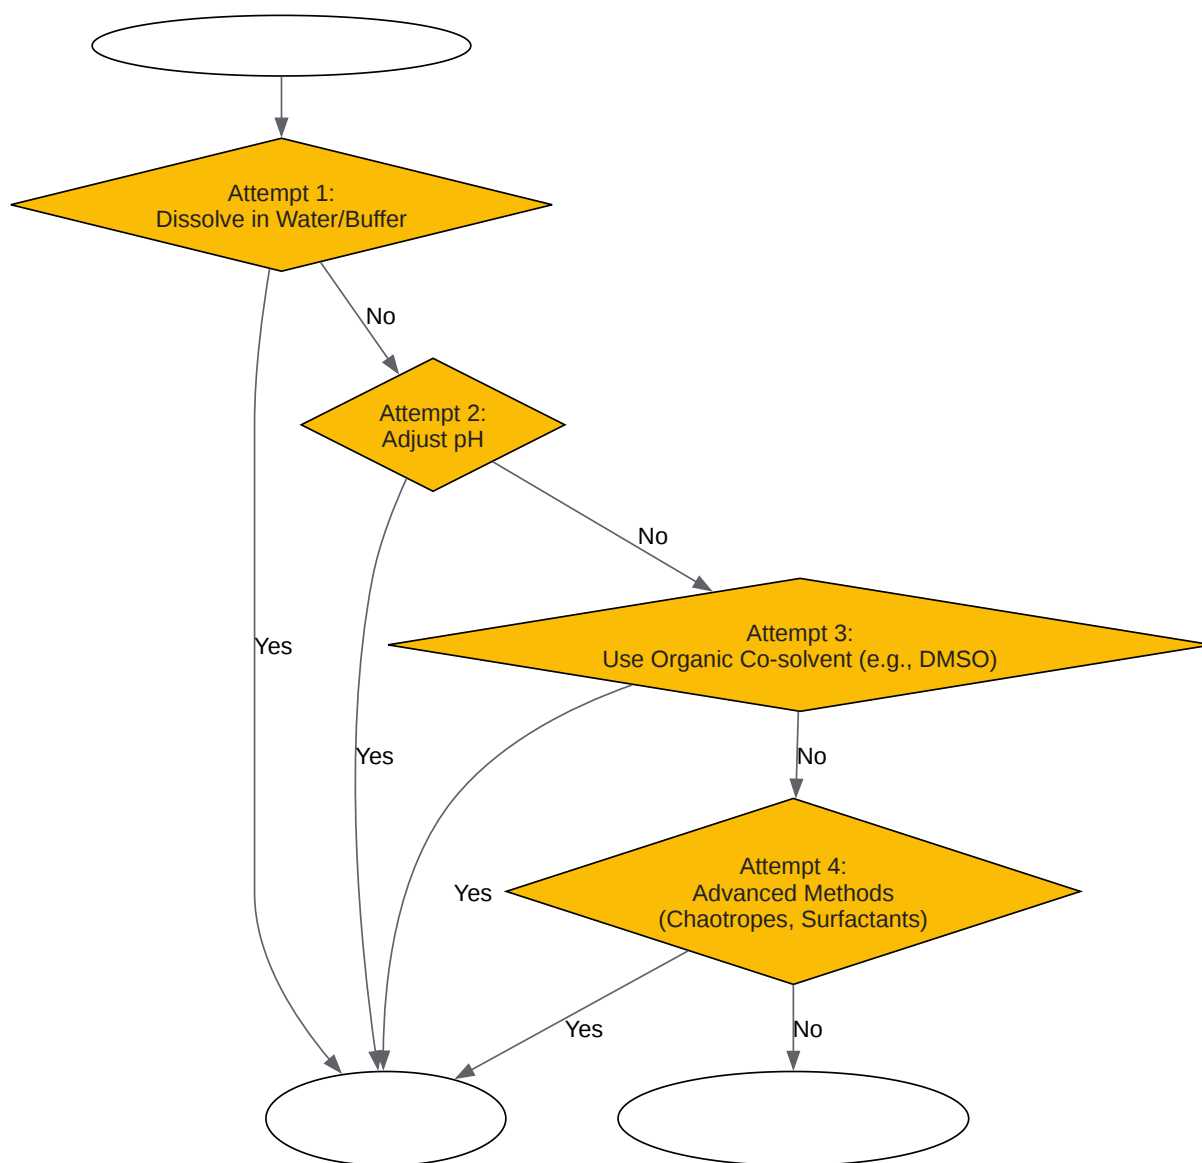 Attempt 1:
Dissolve in Water/Buffer
No
Attempt 2:
Adjust pH
No
Yes
Attempt 3:
Use Organic Co-solvent (e.g., DMSO)
Yes
No
Attempt 4:
Advanced Methods
(Chaotropes, Surfactants)
Yes
Yes
No